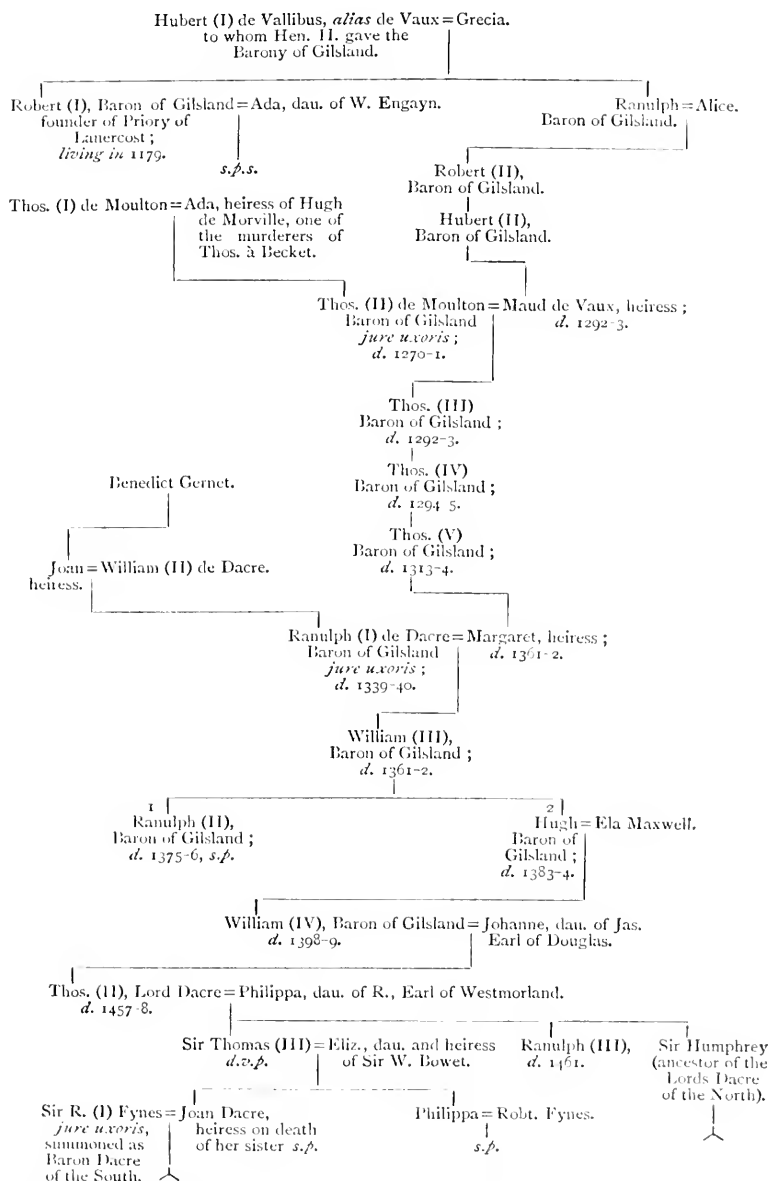 Hubert (I) de Vallibus, alias de Vaux = Grecia.
to whom Hen. II. gave the
Barony of Gilsland.
Robert (I), Baron of Gilsland = Ada, dau. of W. Engayn.
founder of Priory of
Lanercost ;
living in 1179.
s.p.s.
Ranulph = Alice.
Baron of Gilsland.
Robert (II),
Baron of Gilsland.
Hubert (II),
Baron of Gilsland.
Thos. (I) de Moulton = Ada, heiress of Hugh
de Morville, one of
the murderers of
Thos. à Becket.
Thos. (II) de Moulton = Maud de Vaux, heiress ;
Baron of Gilsland
jure uxoris ;
d. 1270-1.
d. 1292-3.
Thos. (III)
Baron of Gilsland ;
d. 1292-3.
Thos. (IV)
Baron of Gilsland ;
d. 1294 5.
Thos. (V)
Baron of Gilsland ;
d. 1313-4.
Benedict Gernet.
Joan = William (II) de Dacre.
heiress.
Ranulph (I) de Dacre = Margaret, heiress ;
Baron of Gilsland
jure uxoris ;
d. 1339-40.
d. 1361-2.
William (III),
Baron of Gilsland ;
d. 1361-2.
1
Ranulph (II),
Baron of Gilsland ;
d. 1375-6, s.p.
2
Hugh = Ela Maxwell.
Baron of
Gilsland ;
d. 1383-4.
William (IV), Baron of Gilsland = Johanne, dau. of Jas.
d. 1398-9.
Earl of Douglas.
Thos. (II), Lord Dacre = Philippa, dau. of R., Earl of Westmorland.
d. 1457-8.
Sir Thomas (III) = Eliz., dau. and heiress
d.v.p.
of Sir W. Bowet.
Ranulph (III),
d. 1461.
Sir Humphrey
(ancestor of the
Lords Dacre
of the North).
Sir R. (I) Fynes = Joan Dacre,
jure uxoris,
summoned as
Baron Dacre
of the South.
heiress on death
of her sister s.p.
Philippa = Robt. Fynes.
s.p.